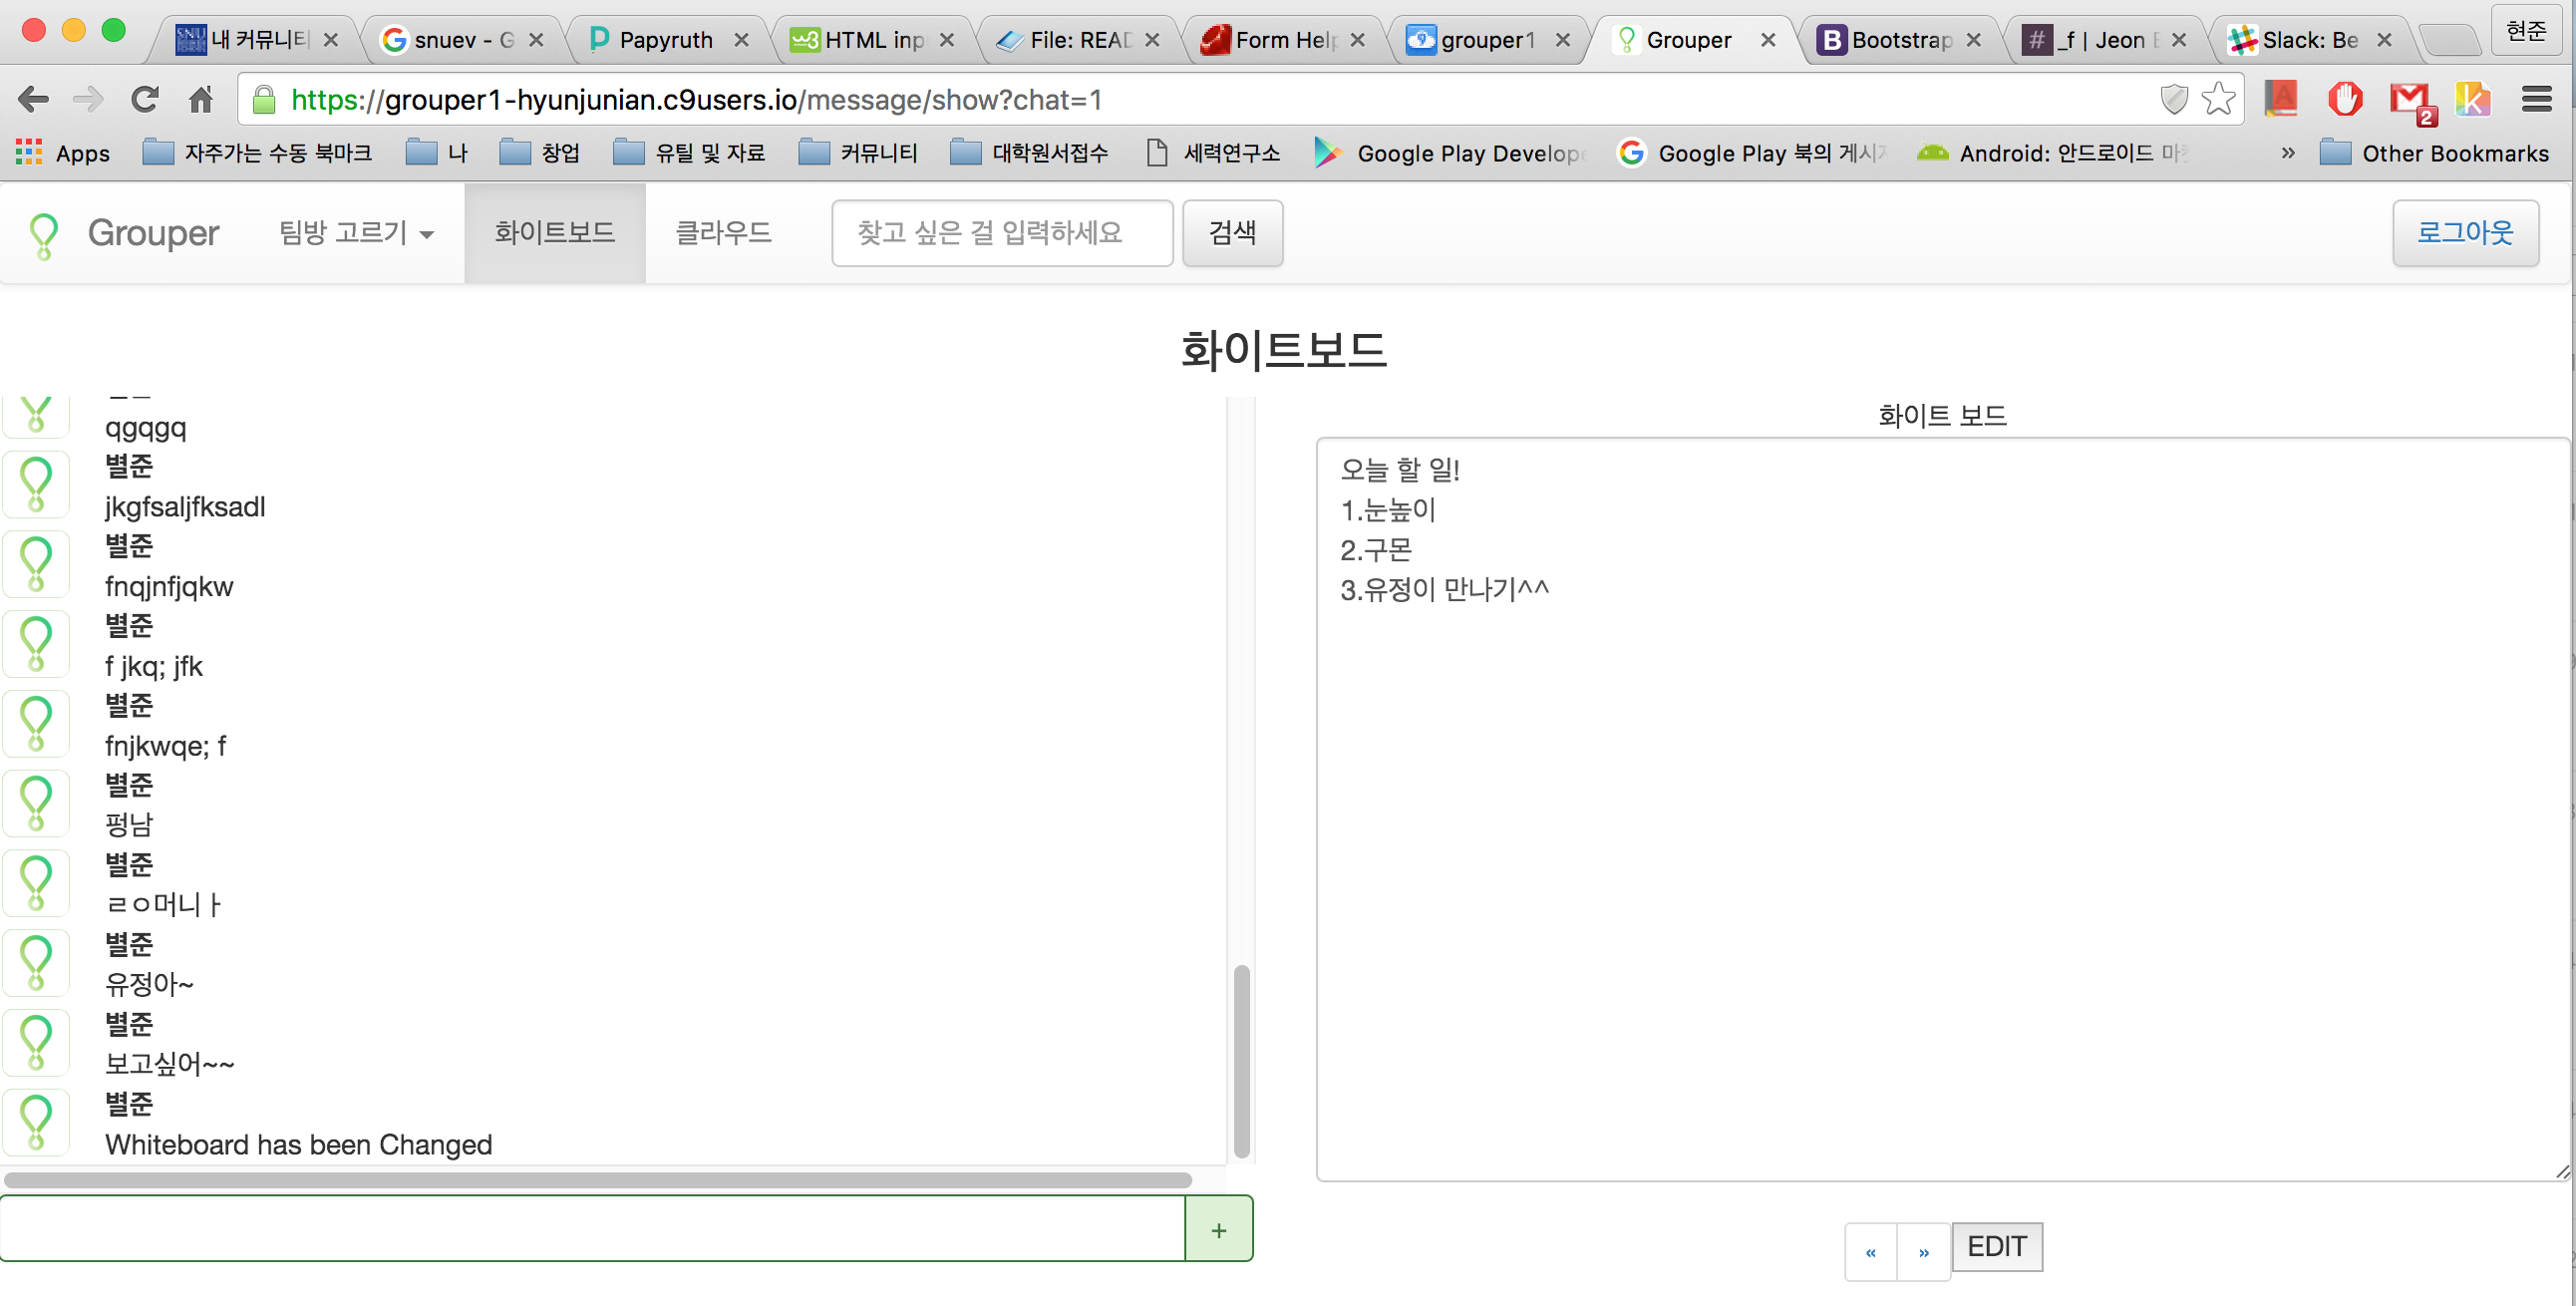 내 커뮤니티 snuev - G Papyruth HTML inp File: READ Form Help grouper1 Grouper Bootstrap _f | Jeon Slack: Be 현준
https://grouper1-hyunjunian.c9users.io/message/show?chat=1 2
Apps 자주가는 수동 북마크 나 창업 유틸 및 자료 커뮤니티 대학원서접수 세력연구소 Google Play Develope Google Play 북의 게시 Android: 안드로이드 » Other Bookmarks
Grouper 팀방 고르기 화이트보드 클라우드 찾고 싶은 걸 입력하세요 검색 로그아웃
화이트보드
qgqgq
별준
jkgfsaljfksadl
별준
fnqjnfjqkw
별준
f jkq; jfk
별준
fnjkwqe; f
별준
펑남
별준
ㄹㅇ머니ㅏ
별준
유정아~
별준
보고싶어~~
별준
Whiteboard has been Changed
+
화이트 보드
오늘 할 일!
1.눈높이
2.구몬
3.유정이 만나기^^
« » EDIT